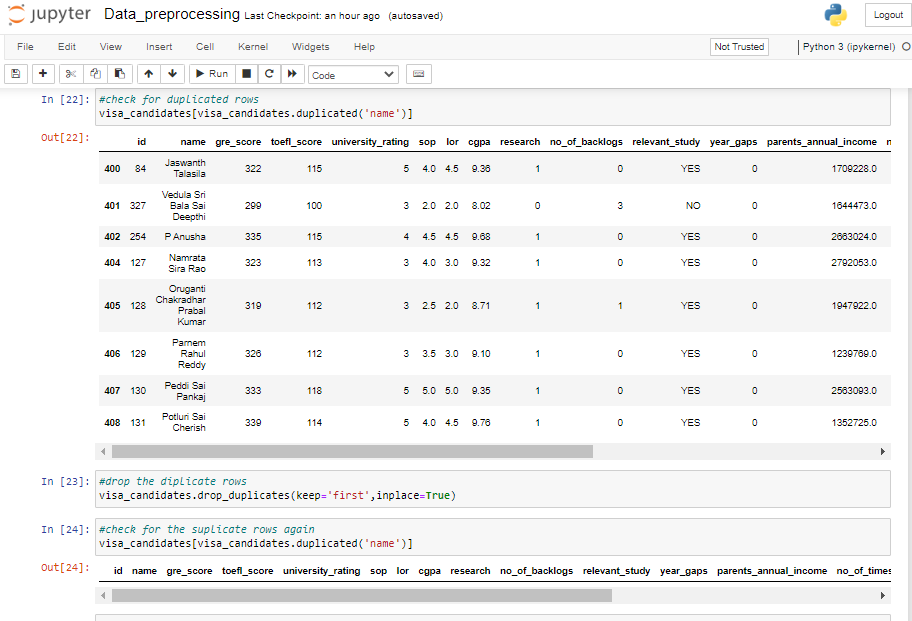 jupyter Data_preprocessing Last Checkpoint: an hour ago (autosaved) Logout
File Edit View Insert Cell Kernel Widgets Help Not Trusted Python 3 (ipykernel)
Run Code
In [22]: #check for duplicated rows
visa_candidates[visa_candidates.duplicated('name')]
Out[22]:
id name gre_score toefl_score university_rating sop lor cgpa research no_of_backlogs relevant_study year_gaps parents_annual_income n
400 84 Jaswanth Talasila 322 115 5 4.0 4.5 9.36 1 0 YES 0 1709228.0
401 327 Vedula Sri Bala Sai Deepthi 299 100 3 2.0 2.0 8.02 0 3 NO 0 1644473.0
402 254 P Anusha 335 115 4 4.5 4.5 9.68 1 0 YES 0 2663024.0
404 127 Namrata Sira Rao 323 113 3 4.0 3.0 9.32 1 0 YES 0 2792053.0
405 128 Oruganti Chakradhar Prabal Kumar 319 112 3 2.5 2.0 8.71 1 1 YES 0 1947922.0
406 129 Parnem Rahul Reddy 326 112 3 3.5 3.0 9.10 1 0 YES 0 1239769.0
407 130 Peddi Sai Pankaj 333 118 5 5.0 5.0 9.35 1 0 YES 0 2563093.0
408 131 Potluri Sai Cherish 339 114 5 4.0 4.5 9.76 1 0 YES 0 1352725.0
In [23]: #drop the diplicate rows
visa_candidates.drop_duplicates(keep='first',inplace=True)
In [24]: #check for the suplicate rows again
visa_candidates[visa_candidates.duplicated('name')]
Out[24]:
id name gre_score toefl_score university_rating sop lor cgpa research no_of_backlogs relevant_study year_gaps parents_annual_income no_of_times